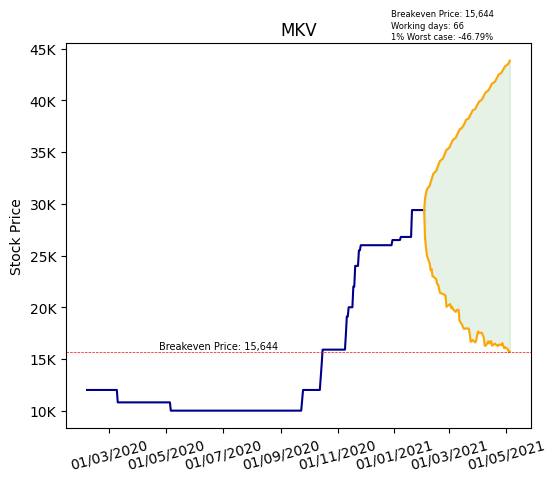 Breakeven Price: 15,644
Working days: 66
1% Worst case: -46.79%
MKV
45K
40K
35K
30K
25K
20K
15K
10K
Stock Price
Breakeven Price: 15,644
01/03/2020
01/05/2020
01/07/2020
01/09/2020
01/11/2020
01/01/2021
01/03/2021
01/05/2021